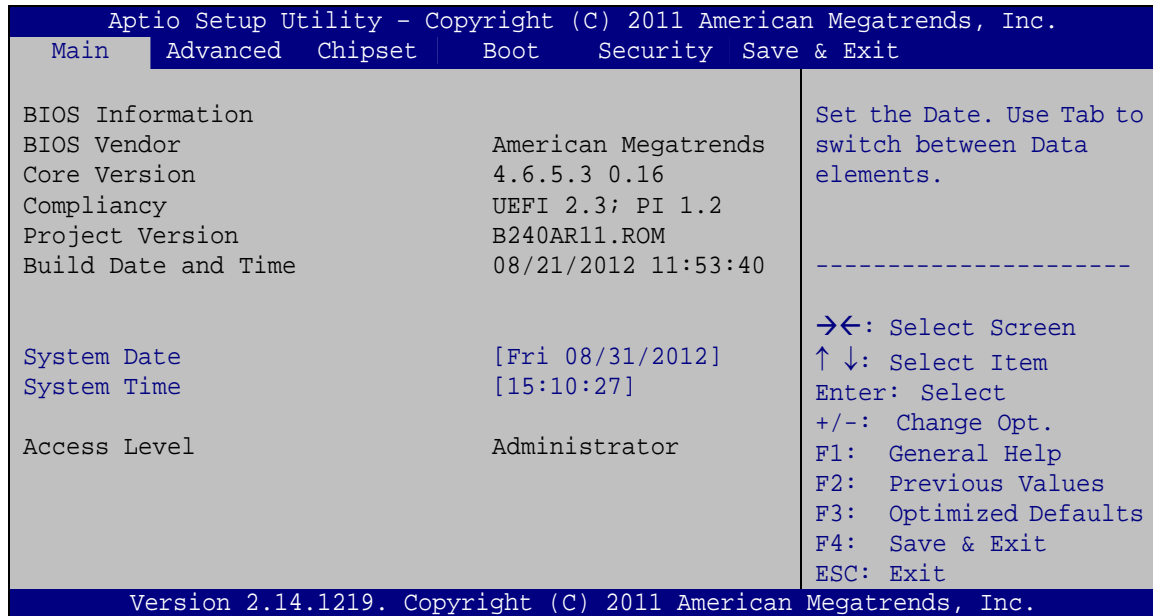 Aptio Setup Utility – Copyright (C) 2011 American Megatrends, Inc.
Main Advanced Chipset Boot Security Save & Exit
BIOS Information
BIOS Vendor American Megatrends
Core Version 4.6.5.3 0.16
Compliancy UEFI 2.3; PI 1.2
Project Version B240AR11.ROM
Build Date and Time 08/21/2012 11:53:40
System Date [Fri 08/31/2012]
System Time [15:10:27]
Access Level Administrator
Set the Date. Use Tab to
switch between Data
elements.
----------------------
→←: Select Screen
↑ ↓: Select Item
Enter: Select
+/-: Change Opt.
F1: General Help
F2: Previous Values
F3: Optimized Defaults
F4: Save & Exit
ESC: Exit
Version 2.14.1219. Copyright (C) 2011 American Megatrends, Inc.